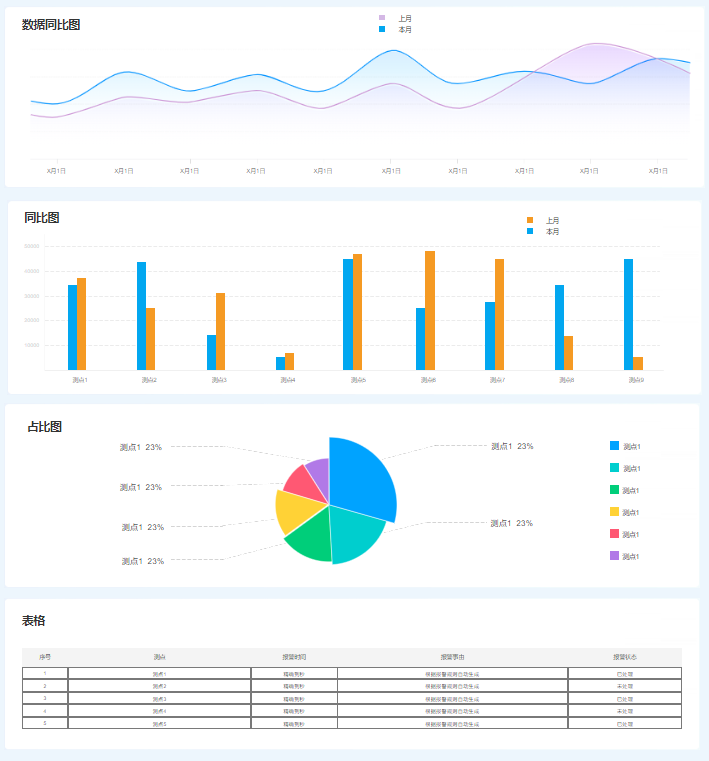 数据同比图
上月
本月
X月1日 X月1日 X月1日 X月1日 X月1日 X月1日 X月1日 X月1日 X月1日 X月1日
同比图
上月
本月
50000
40000
30000
20000
10000
测点1 测点2 测点3 测点4 测点5 测点6 测点7 测点8 测点9
占比图
测点1 23% 测点1 23%
测点1 23%
测点1 23% 测点1 23%
测点1 23%
测点1
测点1
测点1
测点1
测点1
测点1
表格
序号 测点 报警时间 报警事由 报警状态
1 测点1 精确到秒 根据报警规则自动生成 已处理
2 测点2 精确到秒 根据报警规则自动生成 未处理
3 测点3 精确到秒 根据报警规则自动生成 已处理
4 测点4 精确到秒 根据报警规则自动生成 未处理
5 测点5 精确到秒 根据报警规则自动生成 已处理